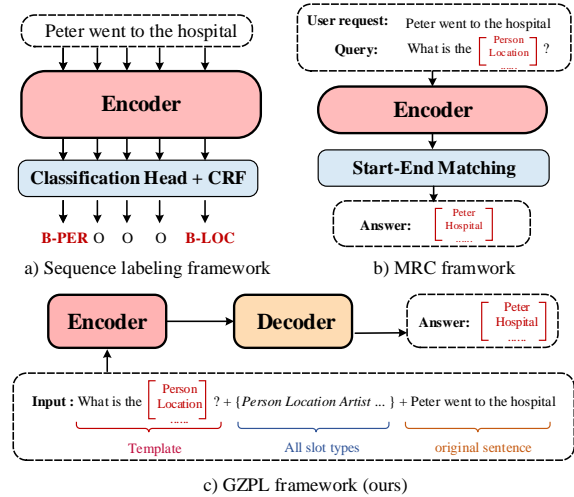 Peter went to the hospital
Encoder
Classification Head + CRF
B-PER O O O B-LOC
a) Sequence labeling framework
User request: Peter went to the hospital
Query: What is the [Person Location ......] ?
Encoder
Start-End Matching
Answer: [Peter Hospital ......]
b) MRC framwork
Encoder
Decoder
Answer: [Peter Hospital ......]
Input : What is the [Person Location ......] ? + {Person Location Artist ... } + Peter went to the hospital
Template
All slot types
original sentence
c) GZPL framework (ours)